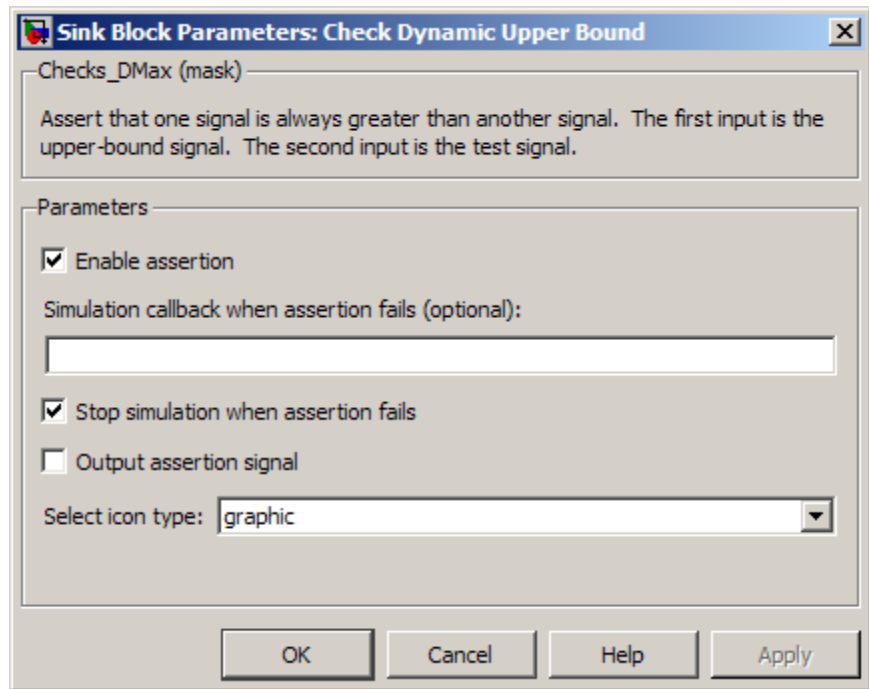 Sink Block Parameters: Check Dynamic Upper Bound
Checks_DMax (mask)
Assert that one signal is always greater than another signal.  The first input is the
upper-bound signal.  The second input is the test signal.
Parameters
Enable assertion
Simulation callback when assertion fails (optional):
Stop simulation when assertion fails
Output assertion signal
Select icon type: graphic
OK Cancel Help Apply